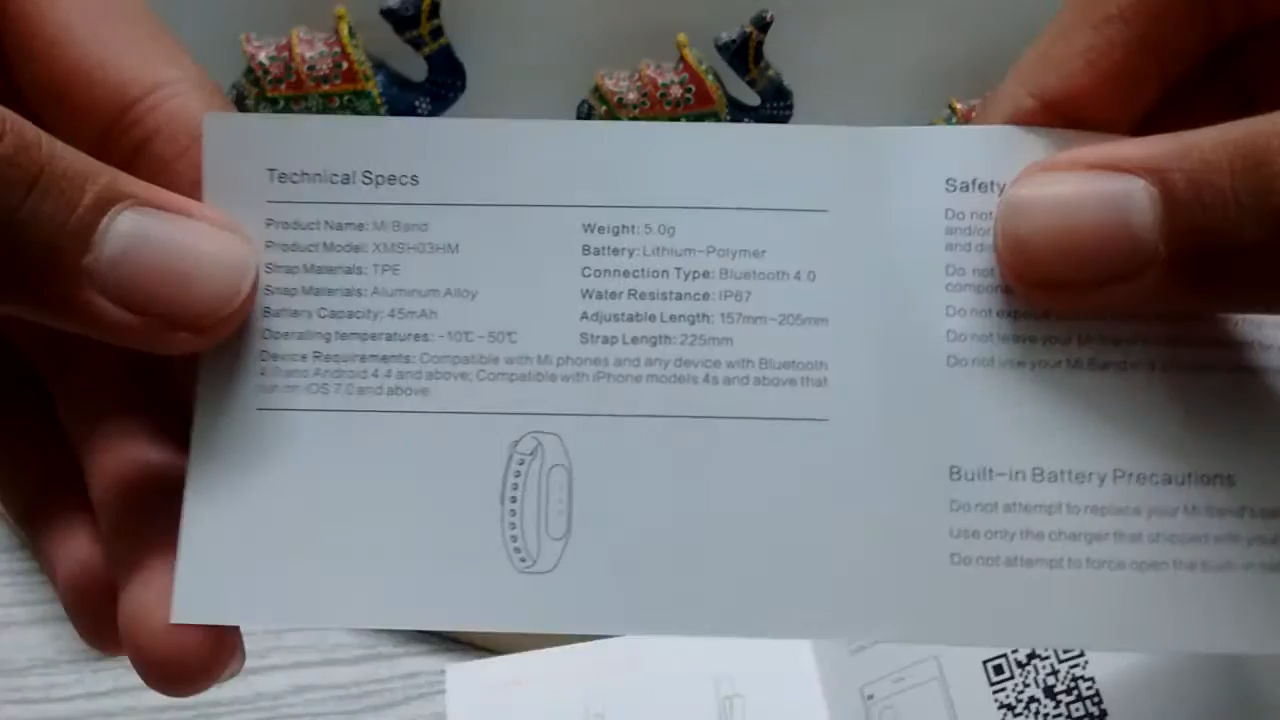 Technical Specs
Product Name: Mi Band
Product Model: XMSH03HM
Strap Materials: TPE
Snap Materials: Aluminum Alloy
Battery Capacity: 45mAh
Operating temperatures: -10℃-50℃
Weight: 5.0g
Battery: Lithium-Polymer
Connection Type: Bluetooth 4.0
Water Resistance: IP67
Adjustable Length: 157mm-205mm
Strap Length: 225mm
Device Requirements: Compatible with Mi phones and any device with Bluetooth
and Android 4.4 and above; Compatible with iPhone models 4s and above that
iOS 7.0 and above
Safety
Do not
and/or
and
Do not
Do not
Do not leave your Mi Band
Do not use your Mi Band
Built-in Battery Precautions
Do not attempt to replace your Mi Band's
Use only the charger that shipped with your
Do not attempt to force open the built-in